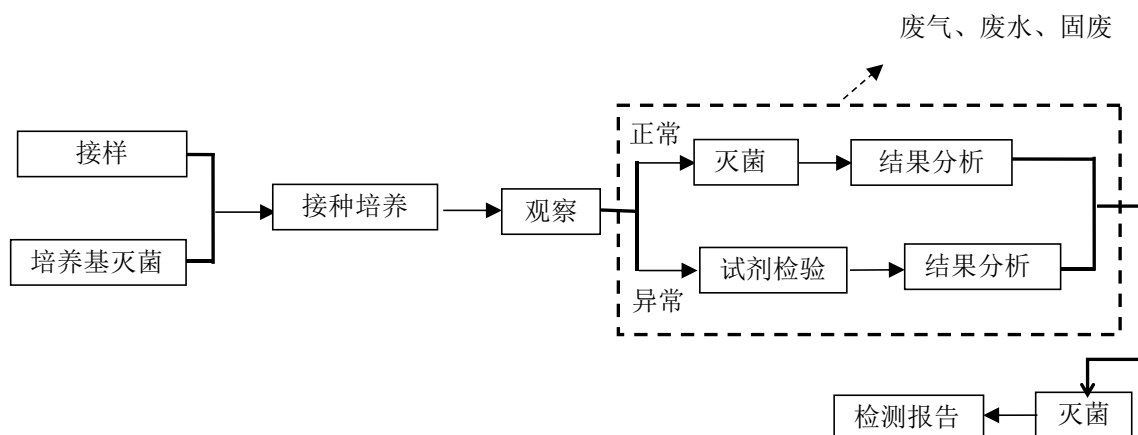 废气、废水、固废
接样
培养基灭菌
接种培养
观察
正常
灭菌
结果分析
异常
试剂检验
结果分析
灭菌
检测报告